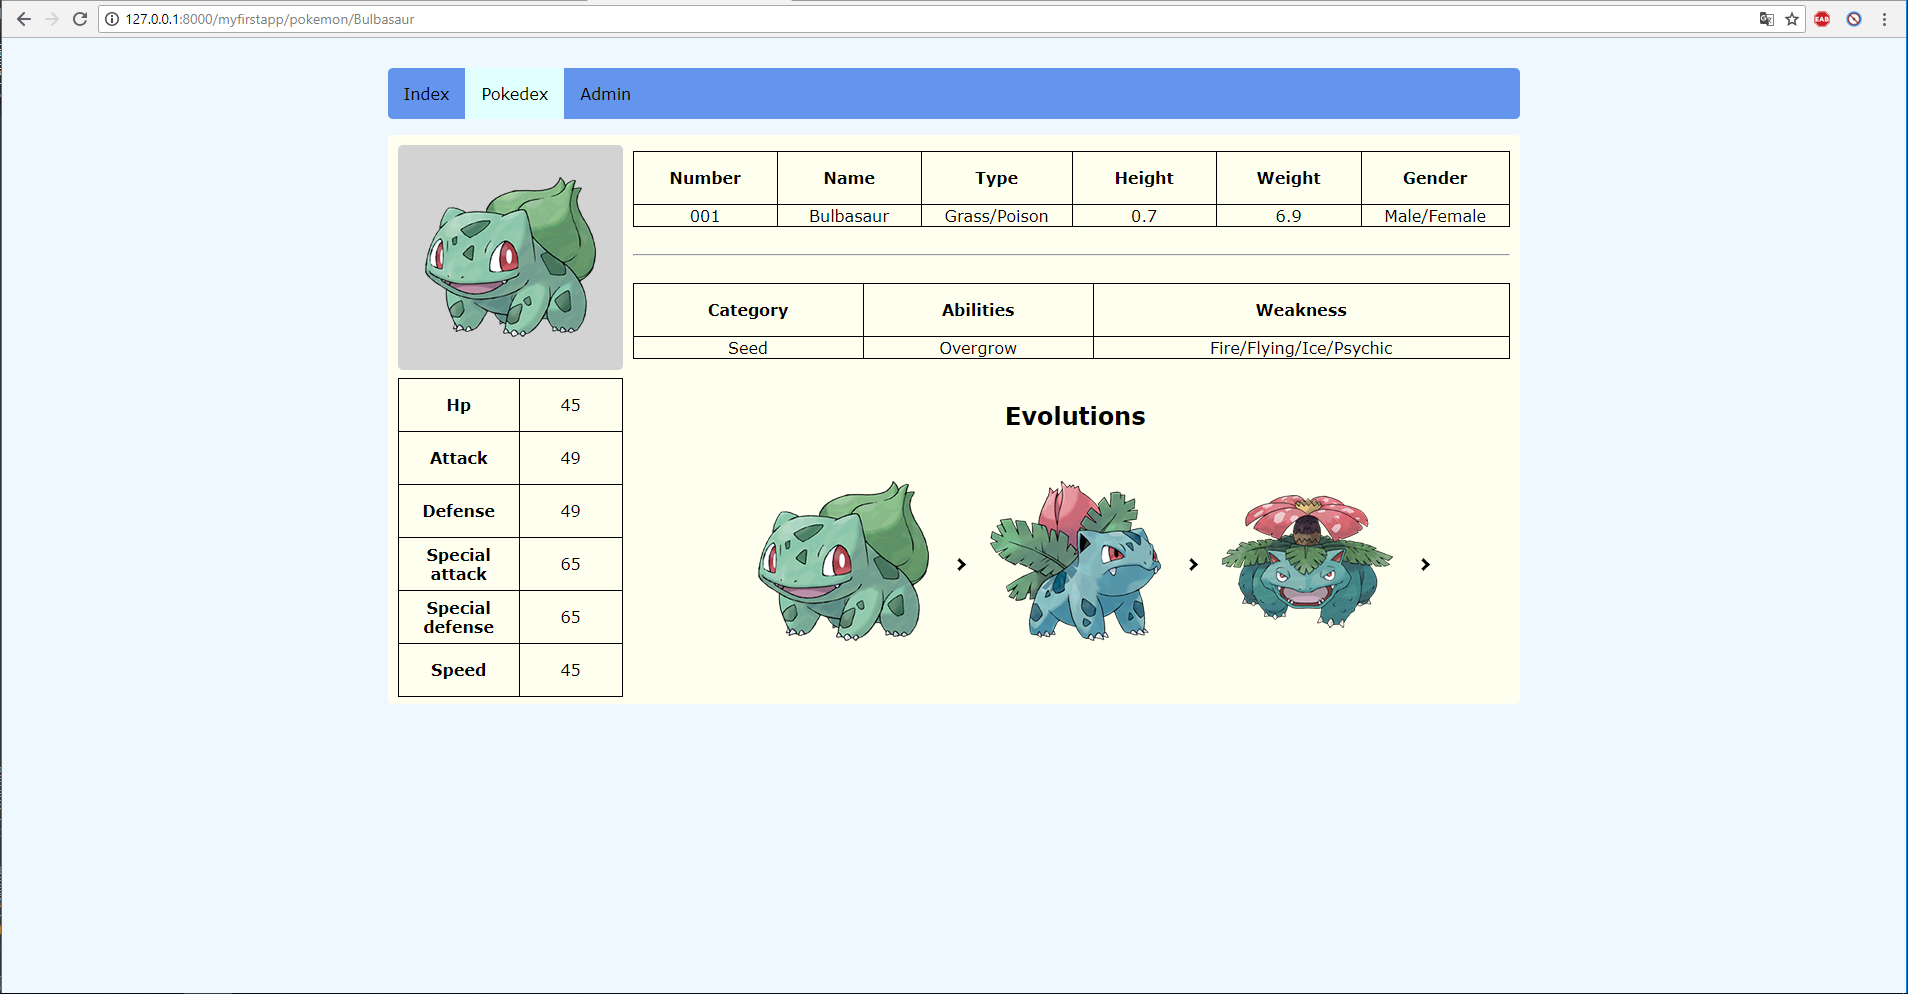 127.0.0.1:8000/myfirstapp/pokemon/Bulbasaur
EAB
Index Pokedex Admin
Number Name Type Height Weight Gender
001 Bulbasaur Grass/Poison 0.7 6.9 Male/Female
Category Abilities Weakness
Seed Overgrow Fire/Flying/Ice/Psychic
Hp 45
Attack 49
Defense 49
Special
attack 65
Special
defense 65
Speed 45
Evolutions